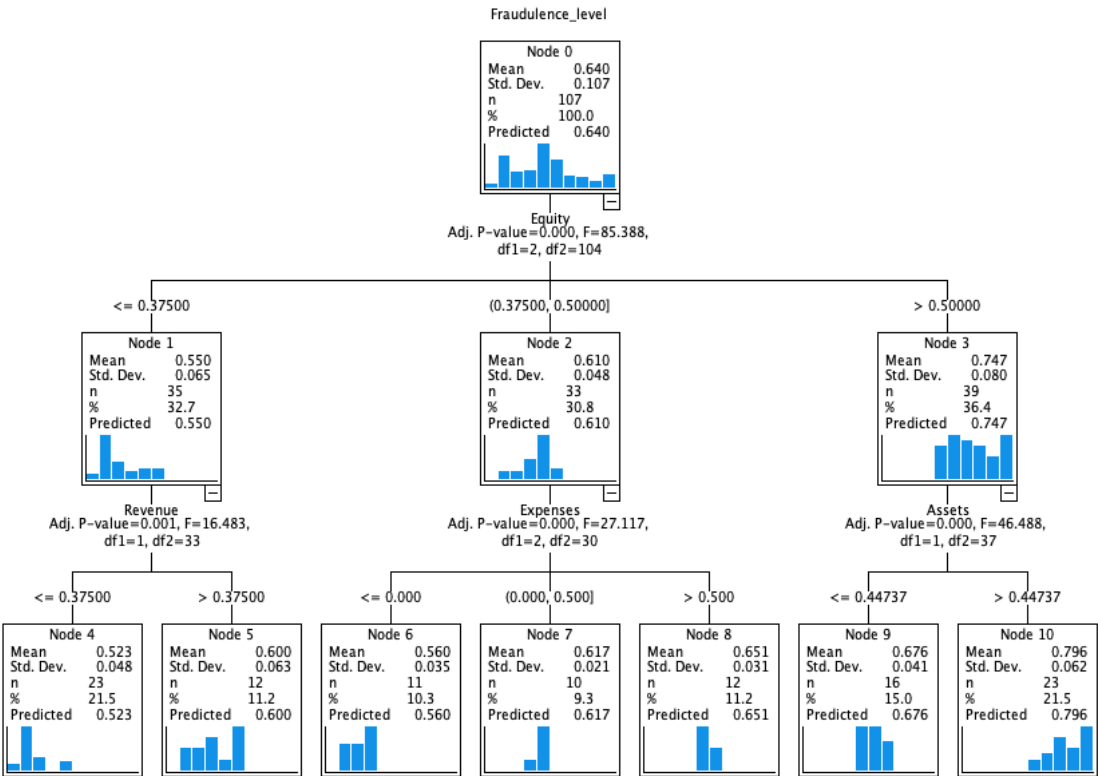 Fraudulence_level
Node 0
Mean 0.640
Std. Dev. 0.107
n 107
% 100.0
Predicted 0.640
Equity
Adj. P-value=0.000, F=85.388,
df1=2, df2=104
<= 0.37500
(0.37500, 0.50000]
> 0.50000
Node 1
Mean 0.550
Std. Dev. 0.065
n 35
% 32.7
Predicted 0.550
Node 2
Mean 0.610
Std. Dev. 0.048
n 33
% 30.8
Predicted 0.610
Node 3
Mean 0.747
Std. Dev. 0.080
n 39
% 36.4
Predicted 0.747
Revenue
Adj. P-value=0.001, F=16.483,
df1=1, df2=33
Expenses
Adj. P-value=0.000, F=27.117,
df1=2, df2=30
Assets
Adj. P-value=0.000, F=46.488,
df1=1, df2=37
<= 0.37500
> 0.37500
<= 0.000
(0.000, 0.500]
> 0.500
<= 0.44737
> 0.44737
Node 4
Mean 0.523
Std. Dev. 0.048
n 23
% 21.5
Predicted 0.523
Node 5
Mean 0.600
Std. Dev. 0.063
n 12
% 11.2
Predicted 0.600
Node 6
Mean 0.560
Std. Dev. 0.035
n 11
% 10.3
Predicted 0.560
Node 7
Mean 0.617
Std. Dev. 0.021
n 10
% 9.3
Predicted 0.617
Node 8
Mean 0.651
Std. Dev. 0.031
n 12
% 11.2
Predicted 0.651
Node 9
Mean 0.676
Std. Dev. 0.041
n 16
% 15.0
Predicted 0.676
Node 10
Mean 0.796
Std. Dev. 0.062
n 23
% 21.5
Predicted 0.796